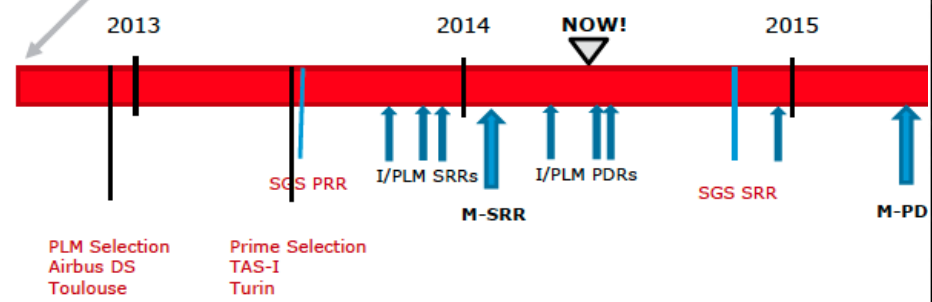 2013
2014
NOW!
2015
SGS PRR
I/PLM SRRs
I/PLM PDRs
SGS SRR
M-SRR
M-PD
PLM Selection
Airbus DS
Toulouse
Prime Selection
TAS-I
Turin